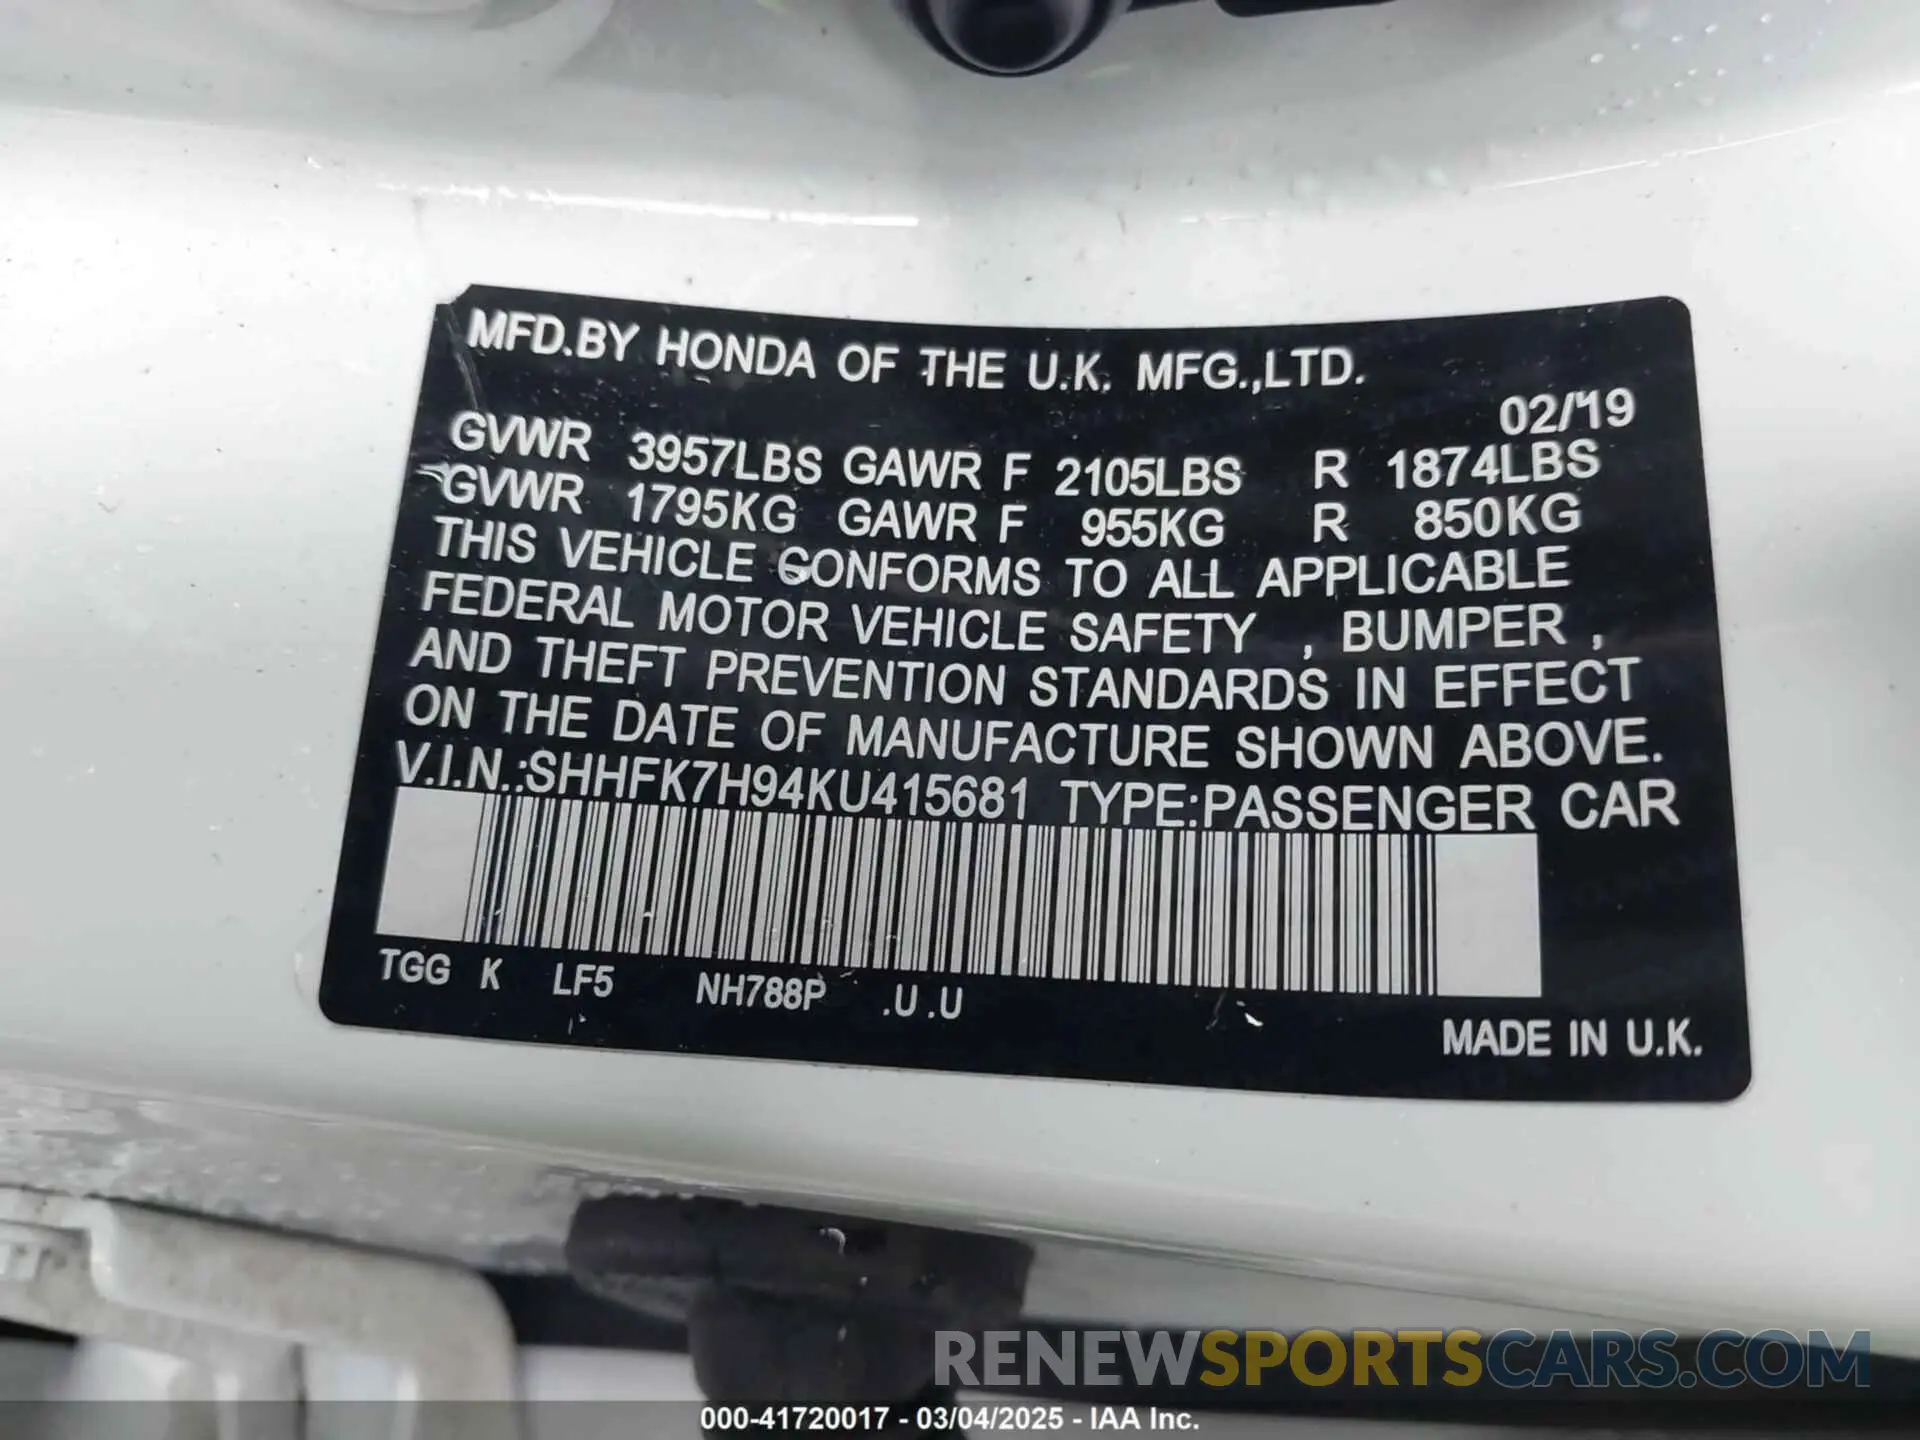 MFD.BY HONDA OF THE U.K. MFG.,LTD.
02/'19
GVWR 3957LBS GAWR F 2105LBS R 1874LBS
GVWR 1795KG GAWR F 955KG R 850KG
THIS VEHICLE CONFORMS TO ALL APPLICABLE
FEDERAL MOTOR VEHICLE SAFETY , BUMPER ,
AND THEFT PREVENTION STANDARDS IN EFFECT
ON THE DATE OF MANUFACTURE SHOWN ABOVE.
V.I.N.:SHHFK7H94KU415681 TYPE:PASSENGER CAR
TGG K LF5 NH788P .U .U
MADE IN U.K.
RENEWSPORTSCARS.COM
000-41720017 - 03/04/2025 - IAA Inc.